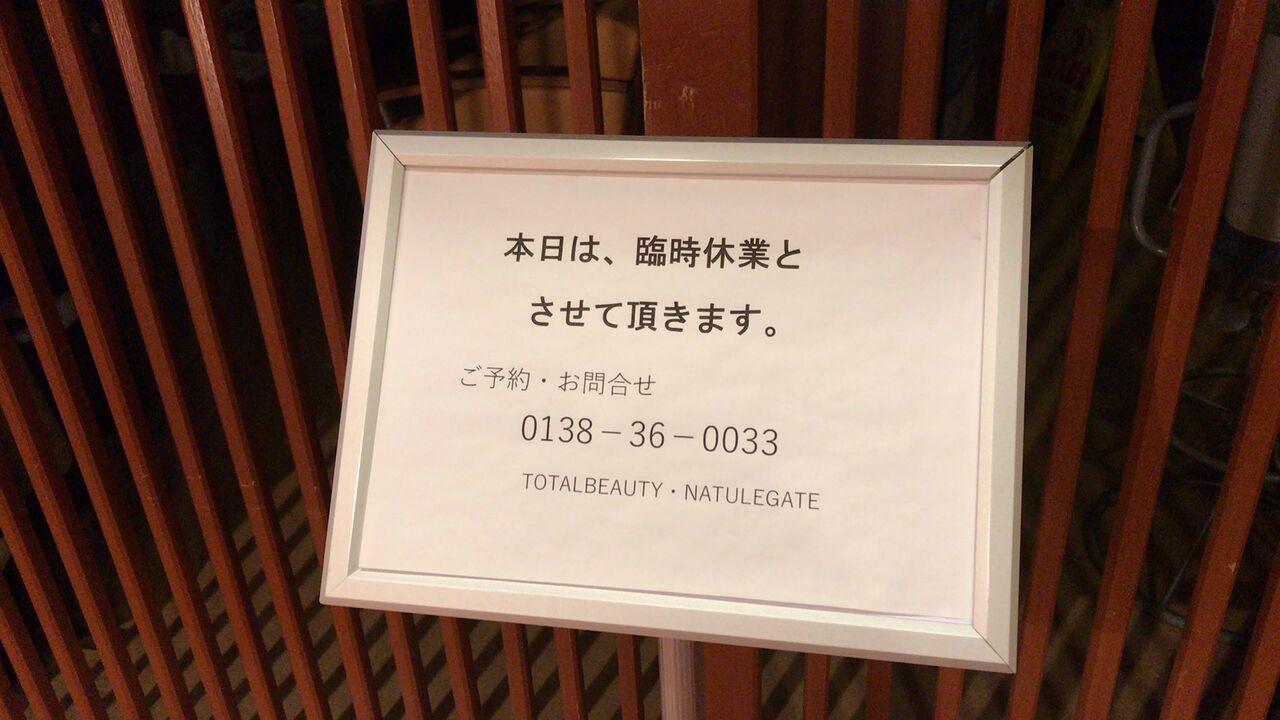 本日は、臨時休業と
させて頂きます。
ご予約・お問合せ
0138－36－0033
TOTALBEAUTY・NATULEGATE